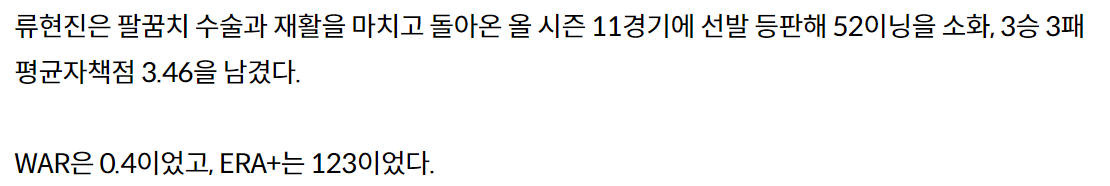 류현진은 팔꿈치 수술과 재활을 마치고 돌아온 올 시즌 11경기에 선발 등판해 52이닝을 소화, 3승 3패
평균자책점 3.46을 남겼다.
WAR은 0.4이었고, ERA+는 123이었다.